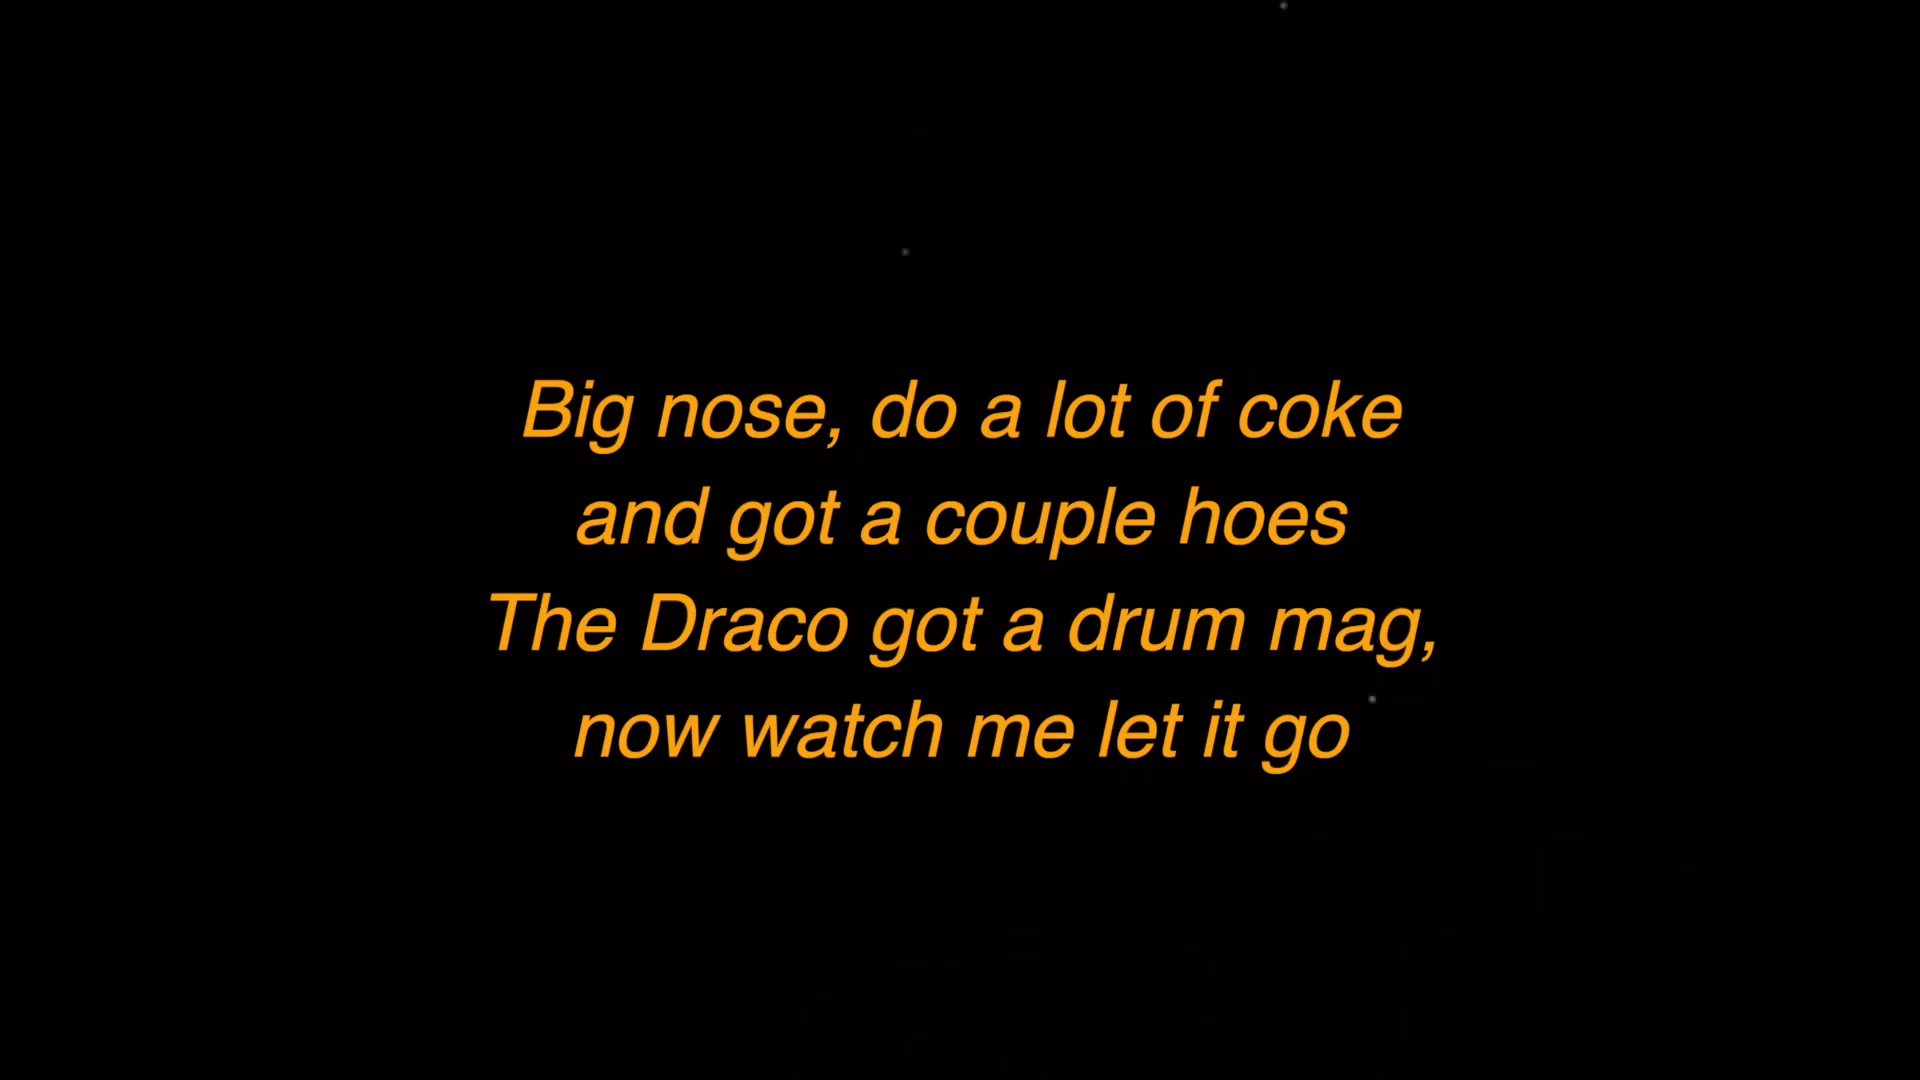 Big nose, do a lot of coke
and got a couple hoes
The Draco got a drum mag,
now watch me let it go